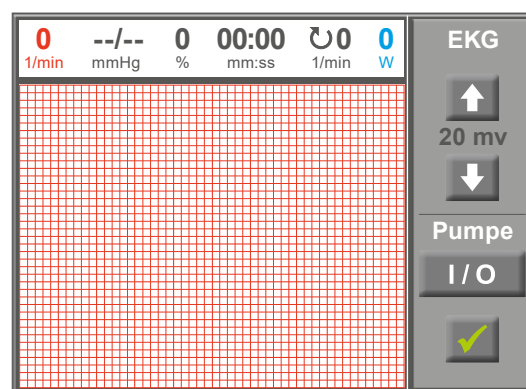 0 --/-- 0 00:00 0 0
1/min mmHg % mm:ss 1/min W
EKG
20 mv
Pumpe
I / O